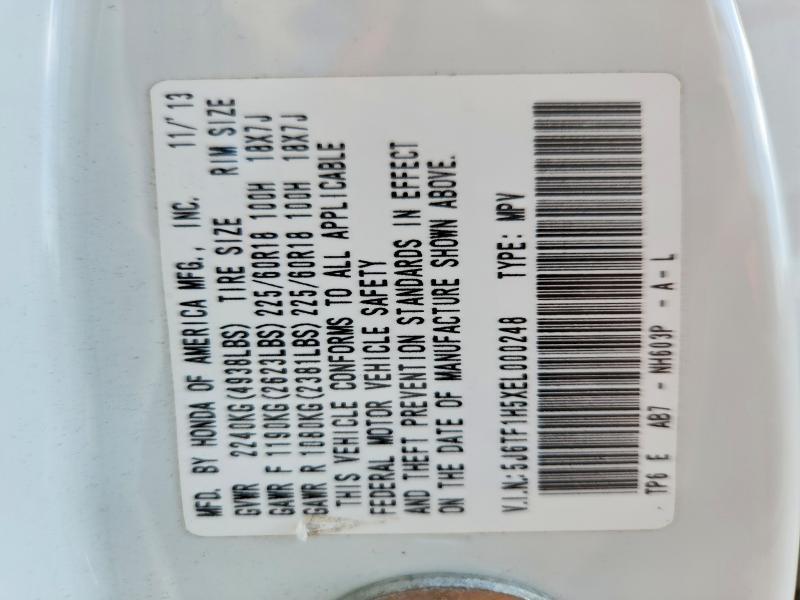 MFD. BY HONDA OF AMERICA MFG., INC. 11/'13
GVWR 2240KG(4938LBS) TIRE SIZE RIM SIZE
GAWR F 1190KG(2623LBS) 225/60R18 100H 18X7J
GAWR R 1080KG(2381LBS) 225/60R18 100H 18X7J
THIS VEHICLE CONFORMS TO ALL APPLICABLE
FEDERAL MOTOR VEHICLE SAFETY
AND THEFT PREVENTION STANDARDS IN EFFECT
ON THE DATE OF MANUFACTURE SHOWN ABOVE.
V.I.N.:5J6TF1H5XEL000248 TYPE: MPV
TP6 E AB7 - NH603P - A - L